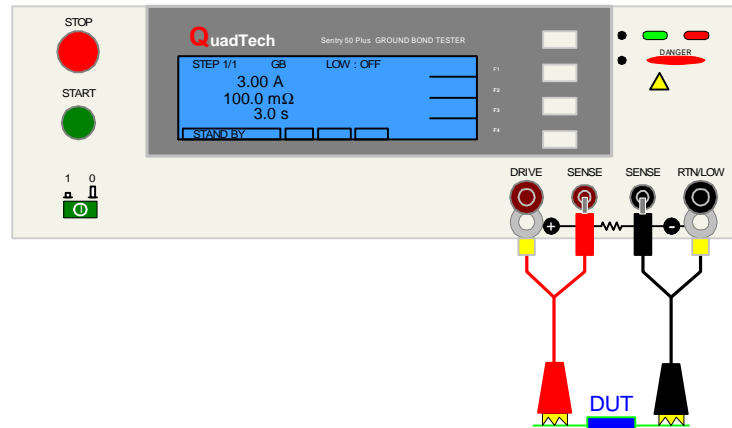 STOP
START
1 0
QuadTech
Sentry 50 Plus GROUND BOND TESTER
STEP 1/1 GB LOW : OFF
3.00 A
100.0 mΩ
3.0 s
STAND BY
F1
F2
F3
F4
DANGER
DRIVE SENSE SENSE RTN/LOW
+ -
DUT